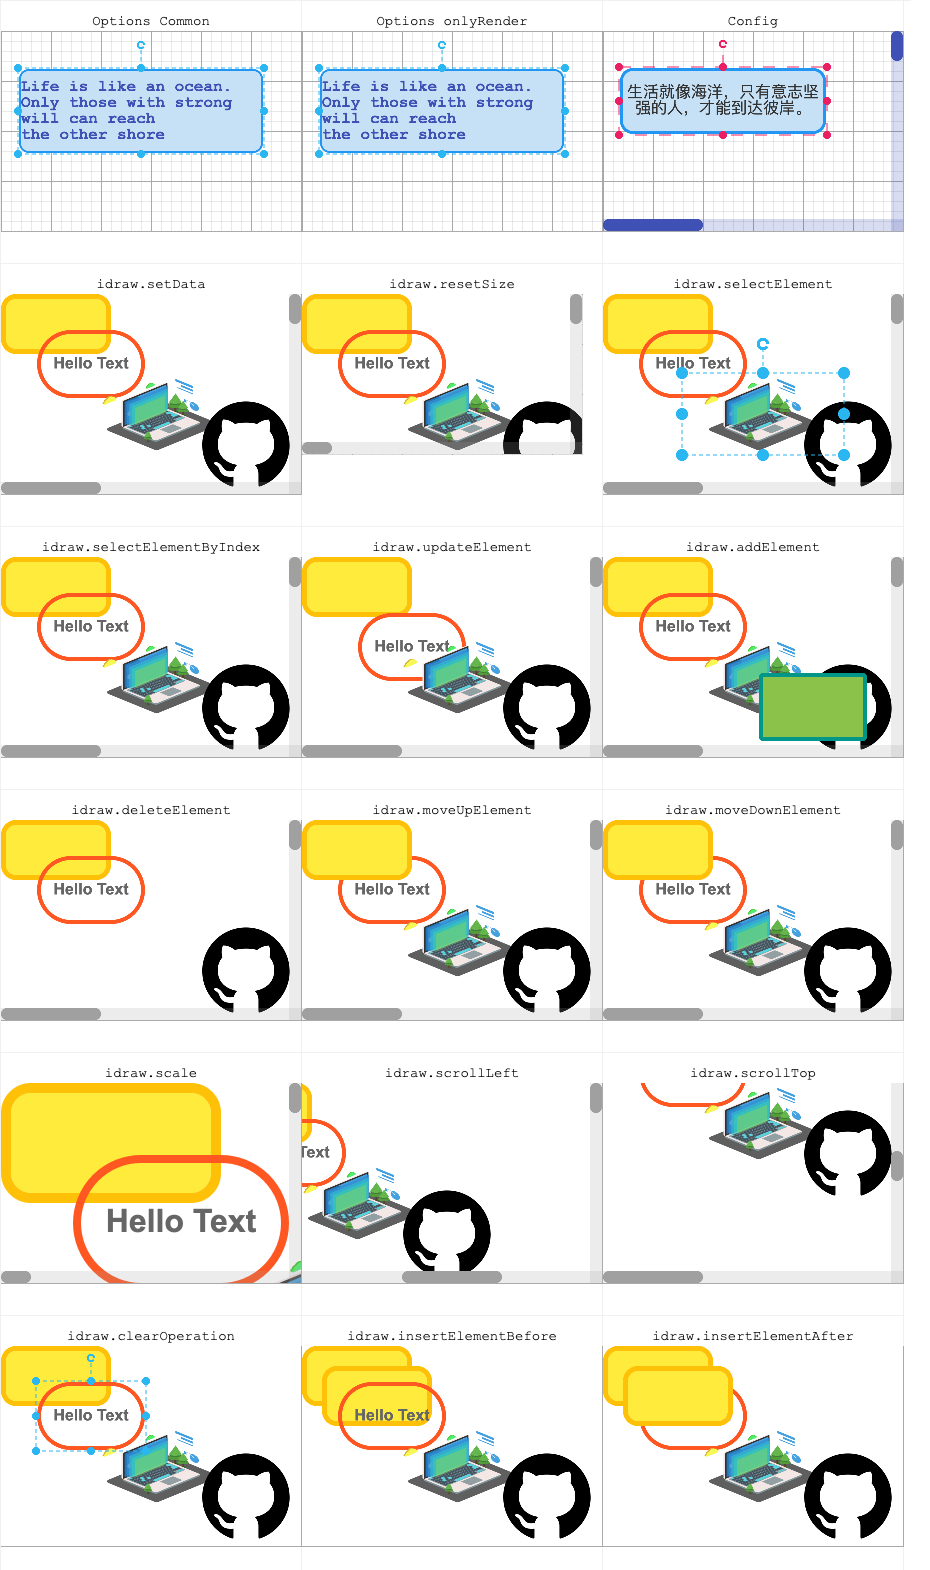 Options Common
Options onlyRender
Config
Life is like an ocean.
Only those with strong
will can reach
the other shore
Life is like an ocean.
Only those with strong
will can reach
the other shore
生活就像海洋，只有意志坚
强的人，才能到达彼岸。
idraw.setData
idraw.resetSize
idraw.selectElement
Hello Text
Hello Text
Hello Text
idraw.selectElementByIndex
idraw.updateElement
idraw.addElement
Hello Text
Hello Text
Hello Text
idraw.deleteElement
idraw.moveUpElement
idraw.moveDownElement
Hello Text
Hello Text
Hello Text
idraw.scale
idraw.scrollLeft
idraw.scrollTop
Hello Text
Text
idraw.clearOperation
idraw.insertElementBefore
idraw.insertElementAfter
Hello Text
Hello Text